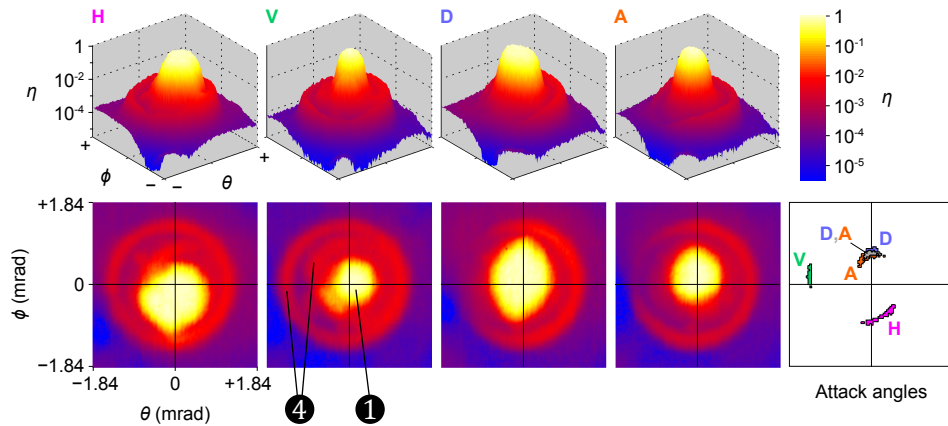 H
V
D
A
1
10⁻²
10⁻⁴
η
+
ϕ
− −
θ
+
1
10⁻¹
10⁻²
10⁻³
10⁻⁴
10⁻⁵
η
+1.84
0
−1.84
ϕ (mrad)
−1.84 0 +1.84
θ (mrad)
4
1
D,A D
V
A
H
Attack angles